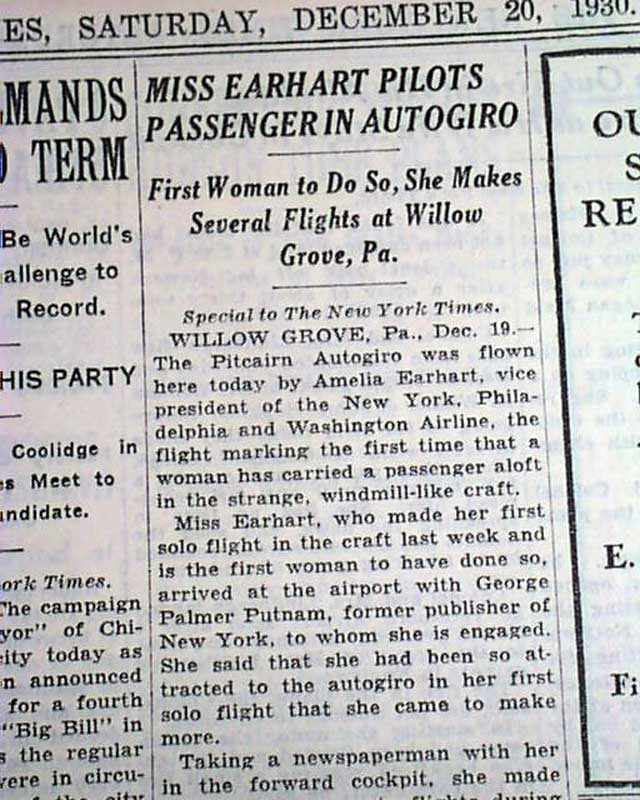 ES, SATURDAY, DECEMBER 20, 1930.
MANDS
TERM
Be World's
allenge to
Record.
HIS PARTY
Coolidge in
es Meet to
andidate.
ork Times.
The campaign
yor" of Chi-
city today as
n announced
for a fourth
"Big Bill" in
s the regular
were in circu-
the city
MISS EARHART PILOTS
PASSENGER IN AUTOGIRO
First Woman to Do So, She Makes
Several Flights at Willow
Grove, Pa.
Special to The New York Times.
WILLOW GROVE, Pa., Dec. 19.—
The Pitcairn Autogiro was flown
here today by Amelia Earhart, vice
president of the New York, Phila-
delphia and Washington Airline, the
flight marking the first time that a
woman has carried a passenger aloft
in the strange, windmill-like craft.
Miss Earhart, who made her first
solo flight in the craft last week and
is the first woman to have done so,
arrived at the airport with George
Palmer Putnam, former publisher of
New York, to whom she is engaged.
She said that she had been so at-
tracted to the autogiro in her first
solo flight that she came to make
more.
Taking a newspaperman with her
in the forward cockpit, she made
flights during
OU
S
RE
E.
Fi